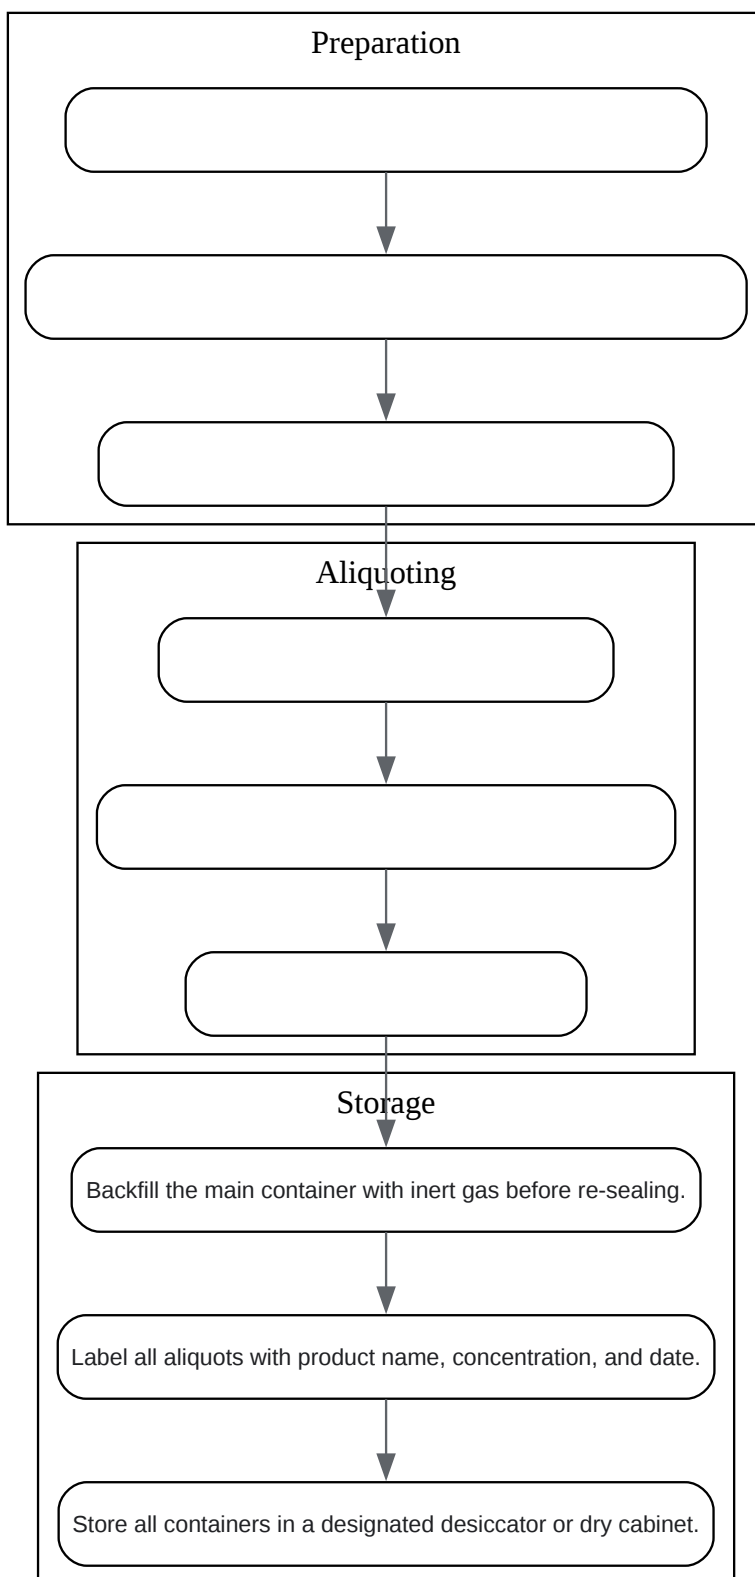 Preparation
Aliquoting
Storage
Backfill the main container with inert gas before re-sealing.
Label all aliquots with product name, concentration, and date.
Store all containers in a designated desiccator or dry cabinet.